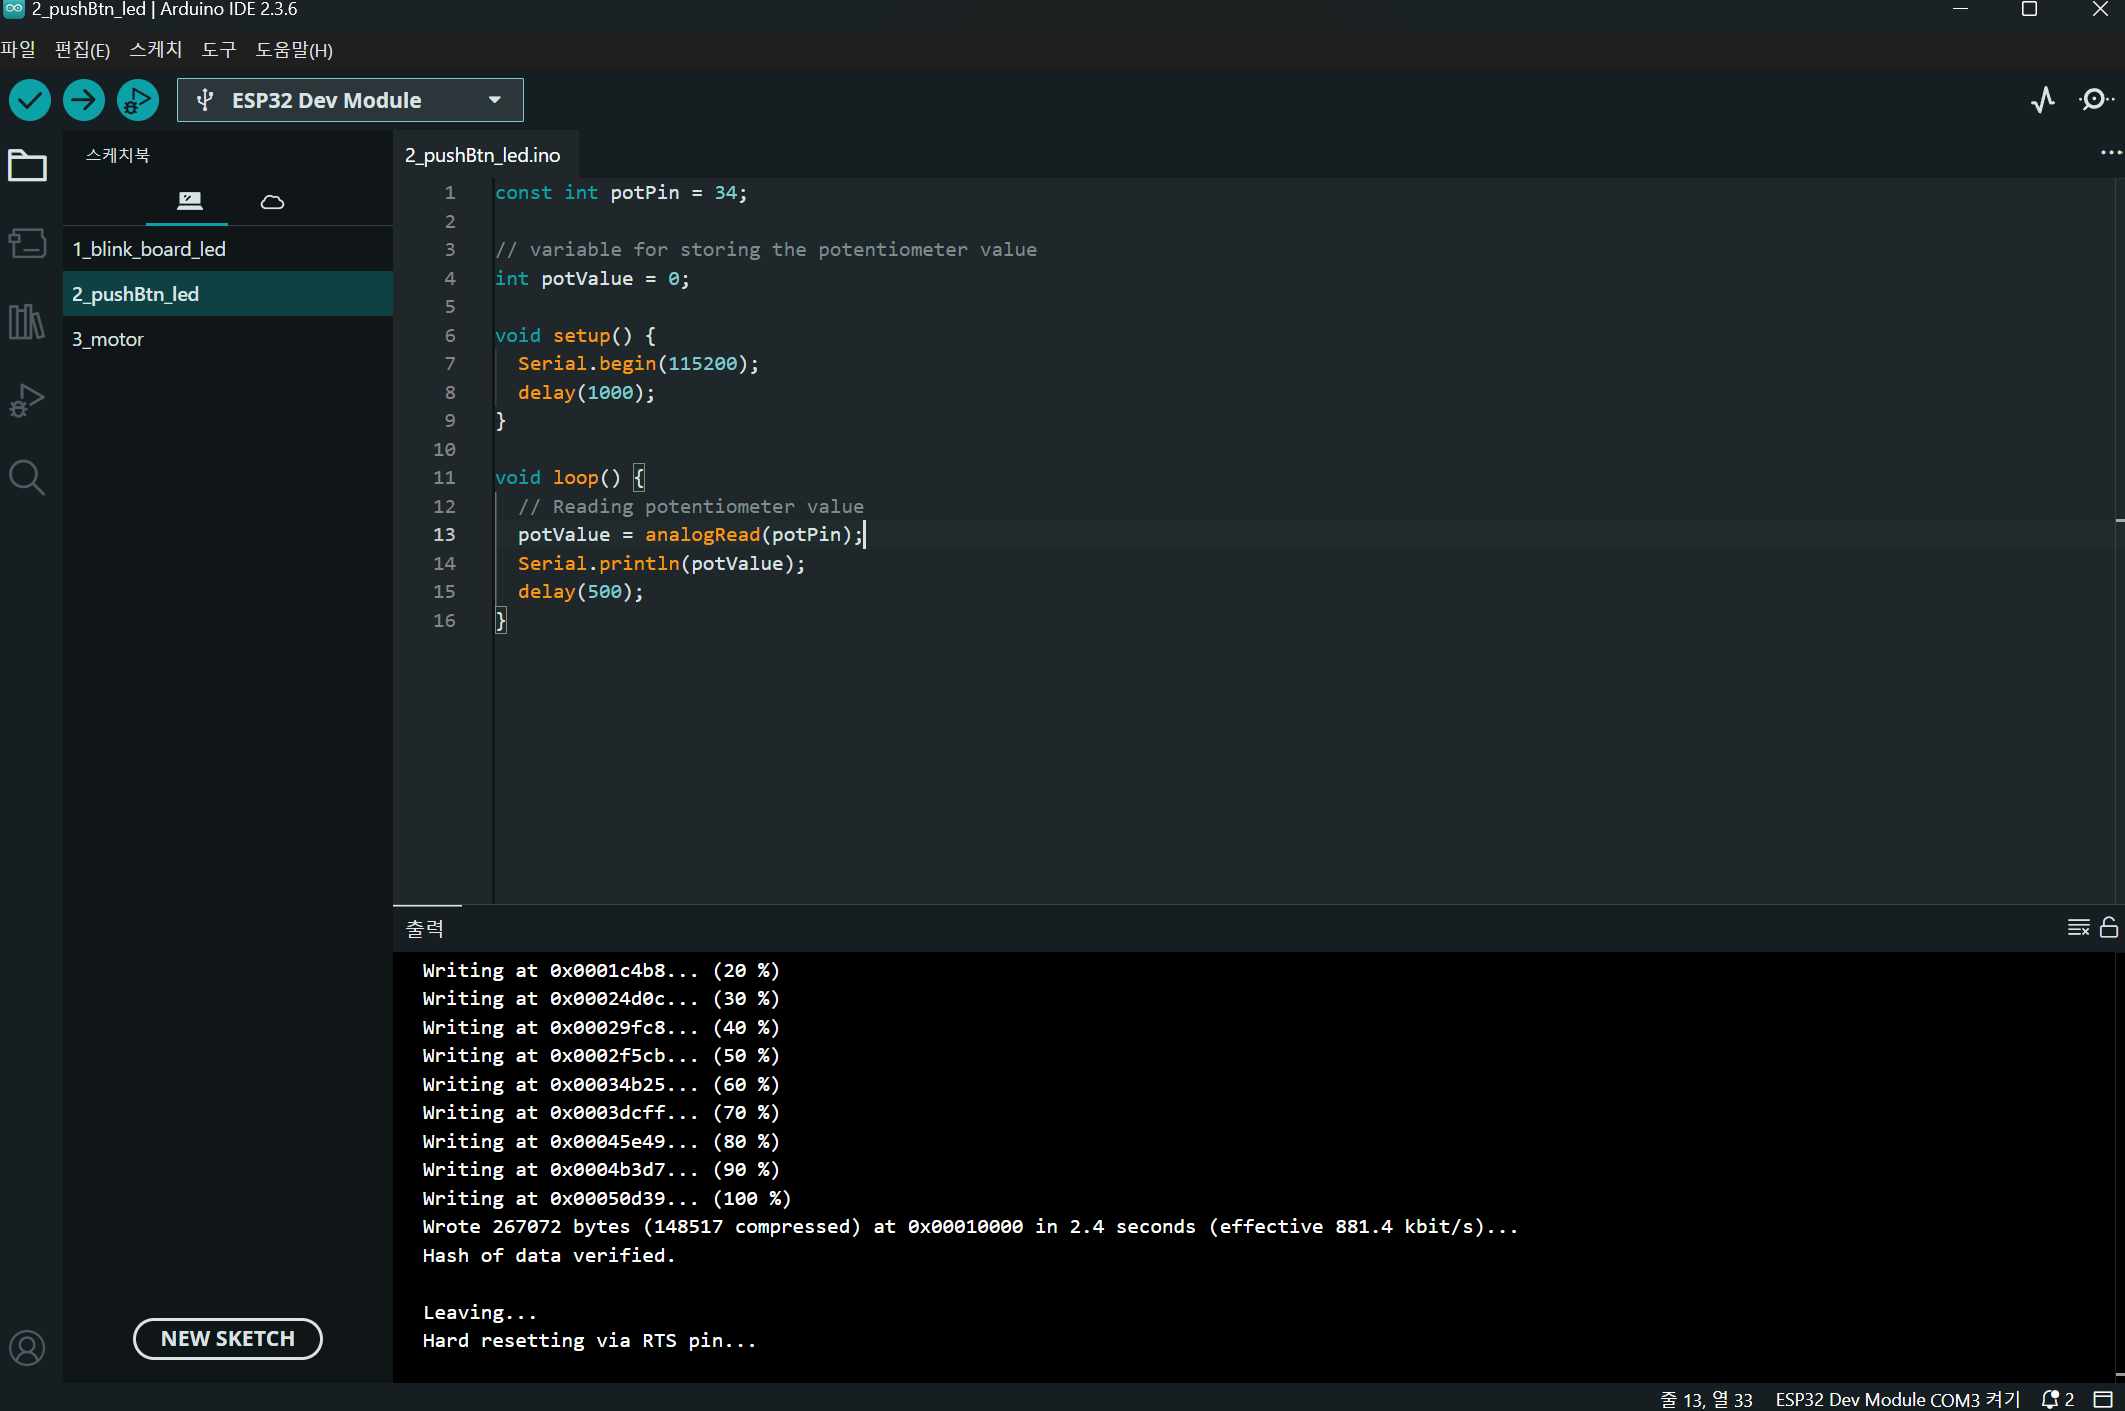 2_pushBtn_led | Arduino IDE 2.3.6
파일 편집(E) 스케치 도구 도움말(H)
ESP32 Dev Module
스케치북
1_blink_board_led
2_pushBtn_led
3_motor
NEW SKETCH
2_pushBtn_led.ino
1 const int potPin = 34;
2
3 // variable for storing the potentiometer value
4 int potValue = 0;
5
6 void setup() {
7 Serial.begin(115200);
8 delay(1000);
9 }
10
11 void loop() {
12 // Reading potentiometer value
13 potValue = analogRead(potPin);
14 Serial.println(potValue);
15 delay(500);
16 }
출력
Writing at 0x0001c4b8... (20 %)
Writing at 0x00024d0c... (30 %)
Writing at 0x00029fc8... (40 %)
Writing at 0x0002f5cb... (50 %)
Writing at 0x00034b25... (60 %)
Writing at 0x0003dcff... (70 %)
Writing at 0x00045e49... (80 %)
Writing at 0x0004b3d7... (90 %)
Writing at 0x00050d39... (100 %)
Wrote 267072 bytes (148517 compressed) at 0x00010000 in 2.4 seconds (effective 881.4 kbit/s)...
Hash of data verified.
Leaving...
Hard resetting via RTS pin...
줄 13, 열 33 ESP32 Dev Module COM3 켜기 2